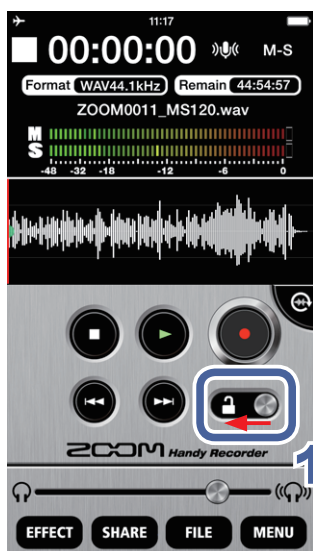 11:17
00:00:00 M-S
Format WAV44.1kHz Remain 44:54:57
ZOOM0011_MS120.wav
M
S
-48 -32 -18 -12 -6 0
1
ZOOM Handy Recorder
EFFECT SHARE FILE MENU